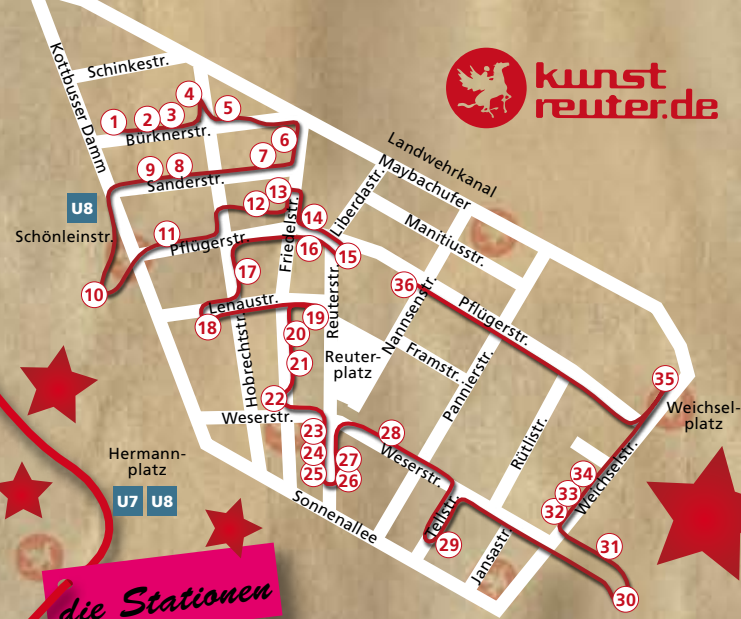 kunst
reuter.de
Schinkestr.
Kottbusser Damm
1
2
3
4
5
Bürknerstr.
6
7
8
9
Sanderstr.
Landwehrkanal
Maybachufer
Liberdastr.
Manitiusstr.
U8
Schönleinstr.
10
11
Pflügerstr.
12
13
Friedelstr.
14
15
16
17
Lenaustr.
18
Hobrechtstr.
19
20
21
22
Reuterstr.
Reuter-
platz
Nannsenstr.
36
Pflügerstr.
Framstr.
Pannierstr.
35
Weichsel-
platz
Weserstr.
23
24
25
26
27
28
Weserstr.
Rütlistr.
34
33
32
Weichselstr.
31
30
Hermann-
platz
U7 U8
Sonnenallee
Tellstr.
29
Jansastr.
die Stationen